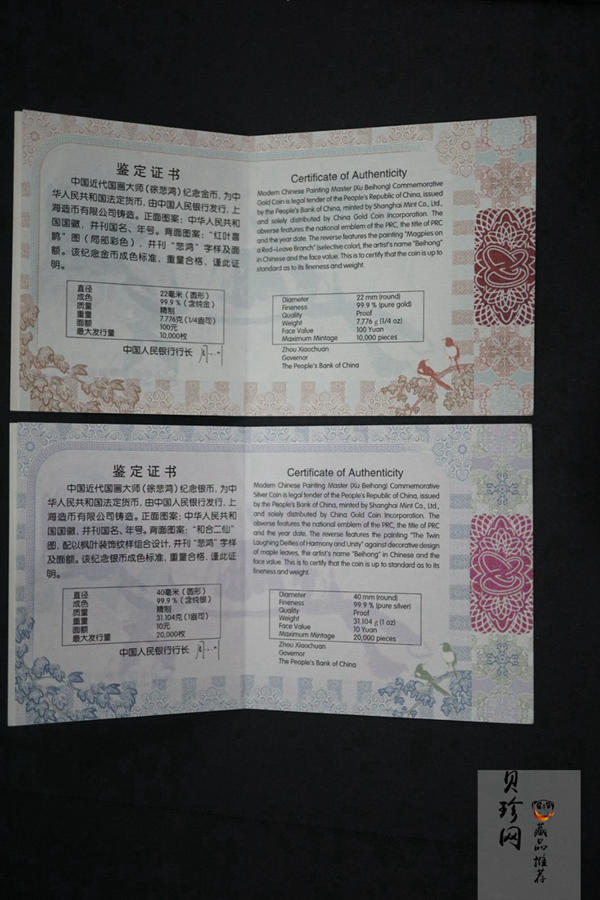 鉴定证书
中国近代国画大师（徐悲鸿）纪念金币，为中
华人民共和国法定货币，由中国人民银行发行，上
海造币有限公司铸造。正面图案：中华人民共和国
国徽，并刊国名、年号。背面图案：“红叶喜
鹊”图（局部彩色），并刊“悲鸿”字样及面
额。该纪念金币成色标准，重量合格，谨此证
明。
直径 22毫米（圆形）
成色 99.9％（含纯金）
质量 精制
重量 7.776克（1/4盎司）
面额 100元
最大发行量 10,000枚
中国人民银行行长
Certificate of Authenticity
Modern Chinese Painting Master (Xu Beihong) Commemorative
Gold Coin is legal tender of the People's Republic of China, issued
by the People's Bank of China, minted by Shanghai Mint Co., Ltd.,
and solely distributed by China Gold Coin Incorporation. The
obverse features the national emblem of the PRC, the title of PRC
and the year date. The reverse features the painting "Magpies on
a Red-Leave Branch" (selective color), the artist's name "Beihong"
in Chinese and the face value. This is to certify that the coin is up to
standard as to its fineness and weight.
Diameter 22 mm (round)
Fineness 99.9 % (pure gold)
Quality Proof
Weight 7.776 g (1/4 oz)
Face Value 100 Yuan
Maximum Mintage 10,000 pieces
Zhou Xiaochuan
Governor
The People's Bank of China
鉴定证书
中国近代国画大师（徐悲鸿）纪念银币，为中
华人民共和国法定货币，由中国人民银行发行，上
海造币有限公司铸造。正面图案：中华人民共和国
国徽，并刊国名、年号。背面图案：“和合二仙”
图，配以枫叶装饰纹样组合设计，并刊“悲鸿”字样
及面额。该纪念银币成色标准，重量合格，谨此证
明。
直径 40毫米（圆形）
成色 99.9％（含纯银）
质量 精制
重量 31.104克（1盎司）
面额 10元
最大发行量 20,000枚
中国人民银行行长
Certificate of Authenticity
Modern Chinese Painting Master (Xu Beihong) Commemorative
Silver Coin is legal tender of the People's Republic of China, issued
by the People's Bank of China, minted by Shanghai Mint Co., Ltd.,
and solely distributed by China Gold Coin Incorporation. The
obverse features the national emblem of the PRC, the title of PRC
and the year date. The reverse features the painting "The Twin
Laughing Deities of Harmony and Unity" against decorative design
of maple leaves, the artist's name "Beihong" in Chinese and the
face value. This is to certify that the coin is up to standard as to its
fineness and weight.
Diameter 40 mm (round)
Fineness 99.9 % (pure silver)
Quality Proof
Weight 31.104 g (1 oz)
Face Value 10 Yuan
Maximum Mintage 20,000 pieces
Zhou Xiaochuan
Governor
The People's Bank of China
贝珍网
藏品推荐